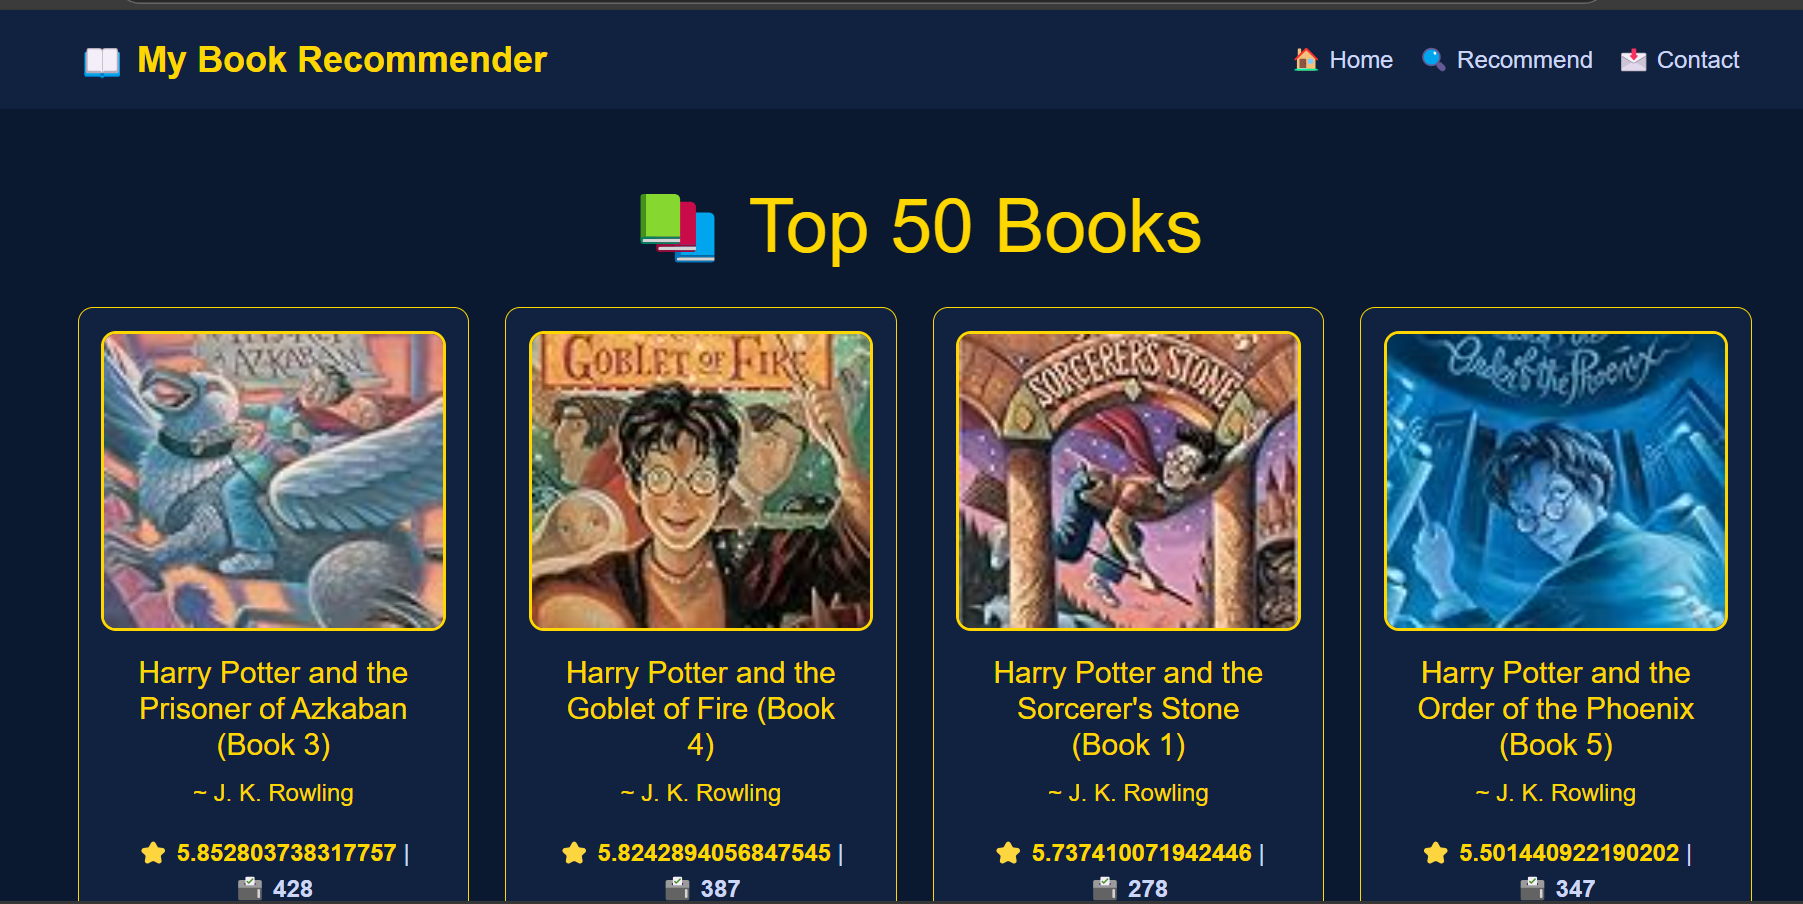 My Book Recommender
Home Recommend Contact
Top 50 Books
AZKABAN
GOBLET OF FIRE
SORCERER'S STONE
Order of the Phoenix
Harry Potter and the
Prisoner of Azkaban
(Book 3)
~ J. K. Rowling
5.852803738317757 |
428
Harry Potter and the
Goblet of Fire (Book
4)
~ J. K. Rowling
5.8242894056847545 |
387
Harry Potter and the
Sorcerer's Stone
(Book 1)
~ J. K. Rowling
5.737410071942446 |
278
Harry Potter and the
Order of the Phoenix
(Book 5)
~ J. K. Rowling
5.501440922190202 |
347